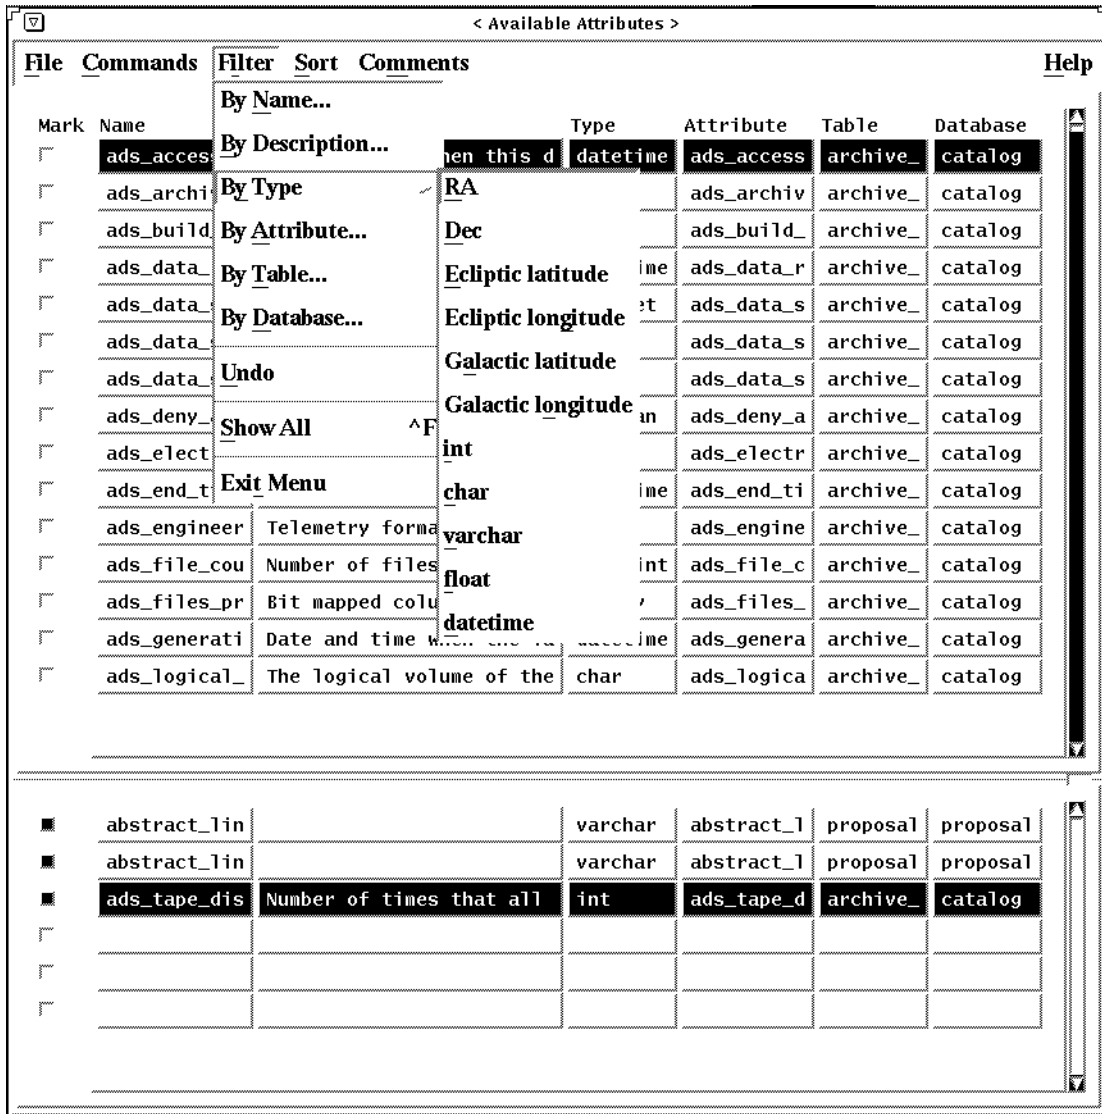 < Available Attributes >
File Commands Filter Sort Comments Help
By Name...
Mark Name Type Attribute Table Database
By Description...
ads_acces hen this d datetime ads_access archive_ catalog
By Type RA
ads_archi ads_archiv archive_ catalog
ads_build_ By Attribute... Dec ads_build_ archive_ catalog
ads_data_ By Table... Ecliptic latitude ime ads_data_r archive_ catalog
ads_data_ By Database... Ecliptic longitude et ads_data_s archive_ catalog
ads_data_ ads_data_s archive_ catalog
ads_data_ Undo Galactic latitude ads_data_s archive_ catalog
ads_deny_ Galactic longitude an ads_deny_a archive_ catalog
Show All ^F int
ads_elect ads_electr archive_ catalog
ads_end_t Exit Menu char ime ads_end_ti archive_ catalog
ads_engineer Telemetry forma varchar ads_engine archive_ catalog
ads_file_cou Number of files float int ads_file_c archive_ catalog
ads_files_pr Bit mapped colu ads_files_ archive_ catalog
datetime
ads_generati Date and time ads_genera archive_ catalog
ads_logical_ The logical volume of the char ads_logica archive_ catalog
abstract_lin varchar abstract_l proposal proposal
abstract_lin varchar abstract_l proposal proposal
ads_tape_dis Number of times that all int ads_tape_d archive_ catalog